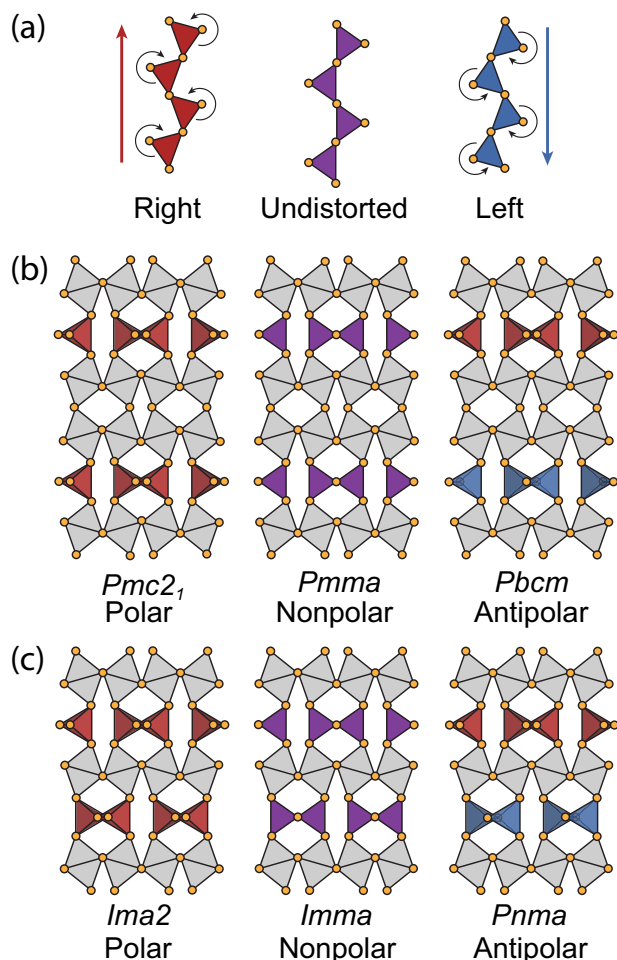 (a)
Right Undistorted Left
(b)
Pmc2₁ Pmma Pbcm
Polar Nonpolar Antipolar
(c)
Ima2 Imma Pnma
Polar Nonpolar Antipolar